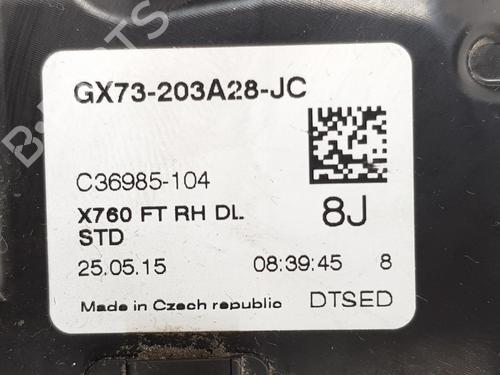 GX73-203A28-JC
C36985-104
X760 FT RH DL
STD
8J
25.05.15 08:39:45 8
Made in Czech republic DTSED